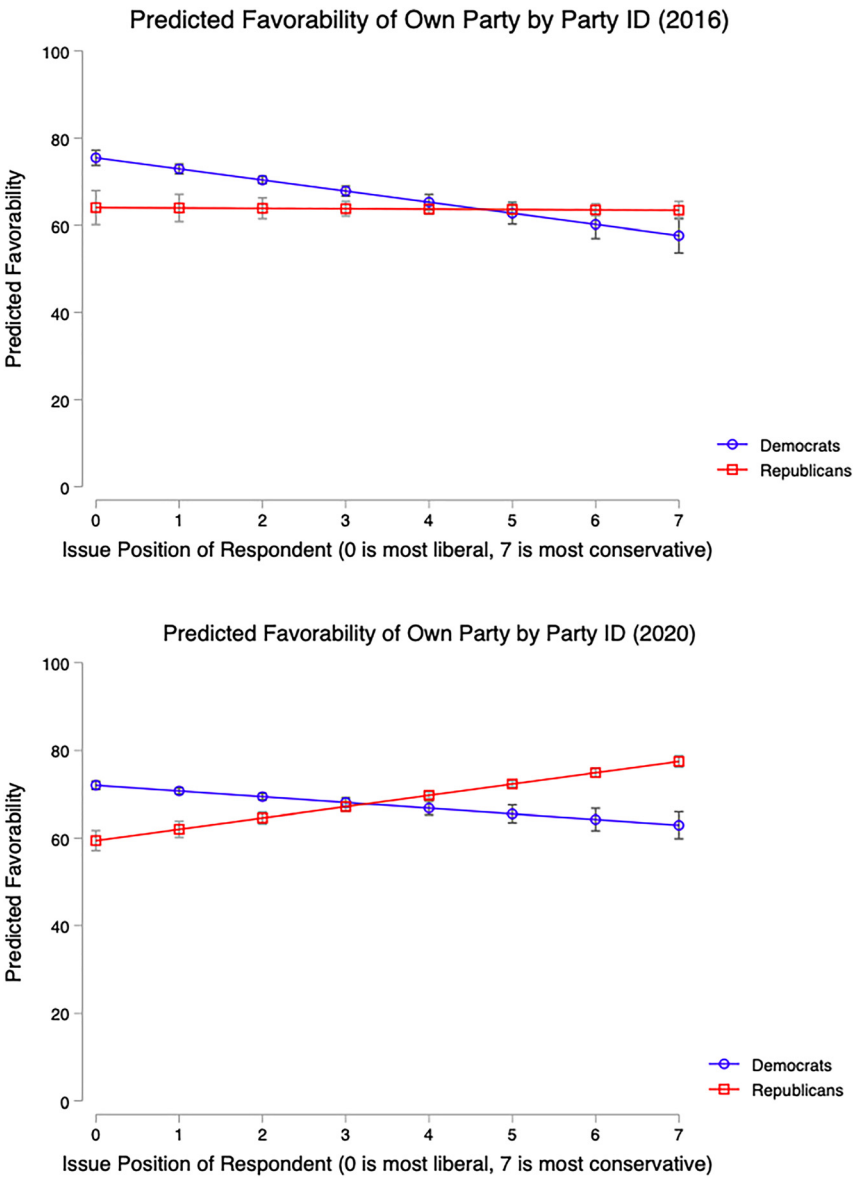 Predicted Favorability of Own Party by Party ID (2016)
Predicted Favorability
100
80
60
40
20
0
0 1 2 3 4 5 6 7
Issue Position of Respondent (0 is most liberal, 7 is most conservative)
Democrats
Republicans
Predicted Favorability of Own Party by Party ID (2020)
Predicted Favorability
100
80
60
40
20
0
0 1 2 3 4 5 6 7
Issue Position of Respondent (0 is most liberal, 7 is most conservative)
Democrats
Republicans